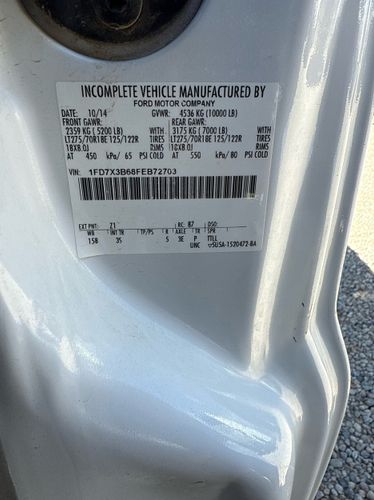 INCOMPLETE VEHICLE MANUFACTURED BY
FORD MOTOR COMPANY
DATE: 10/14 GVWR: 4536 KG (10000 LB)
FRONT GAWR: REAR GAWR:
2359 KG ( 5200 LB) WITH 3175 KG ( 7000 LB) WITH
LT275/70R18E 125/122R TIRES LT275/70R18E 125/122R TIRES
18X8.0J RIMS 18X8.0J RIMS
AT 450 kPa/ 65 PSI COLD AT 550 kPa/ 80 PSI COLD
VIN: 1FD7X3B68FEB72703
EXT PNT: Z1 RC: 87 DSO:
WB INT TR TP/PS R AXLE TR SPR
158 3S 5 3E P TTLL
UNC 5USA-1520472-BA